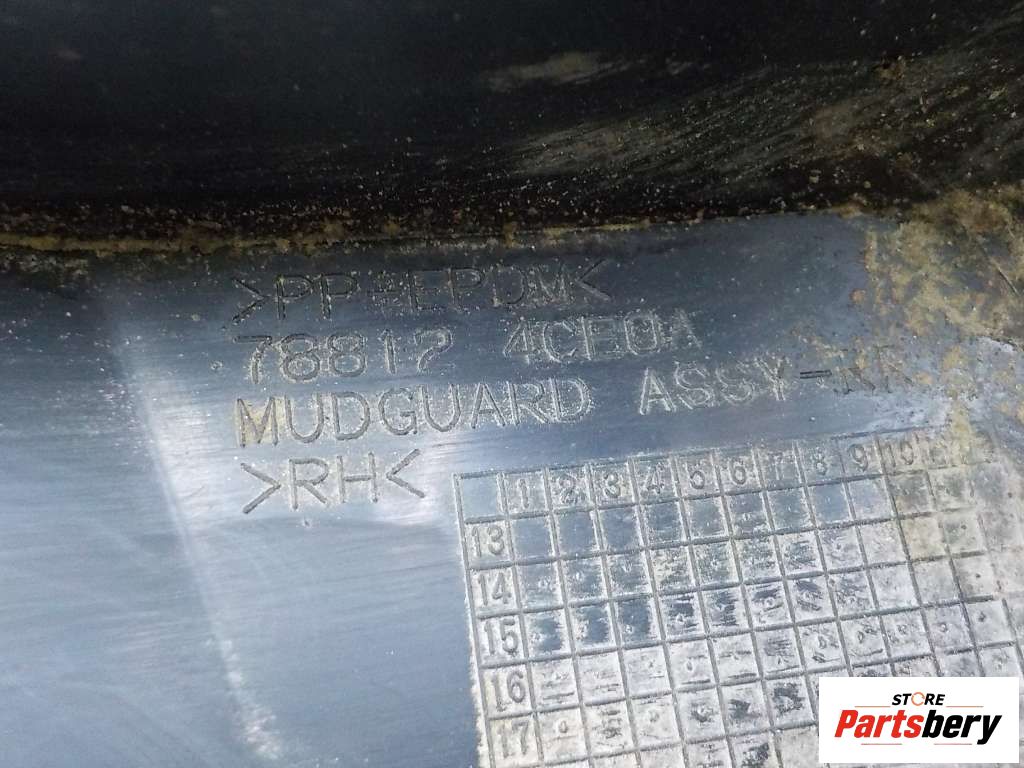 >PP+EPDM<
78812 4CE0A
MUDGUARD ASSY-RR
>RH<
1 2 3 4 5 6 7 8 9 10
13
14
15
16
17
STORE
Partsbery